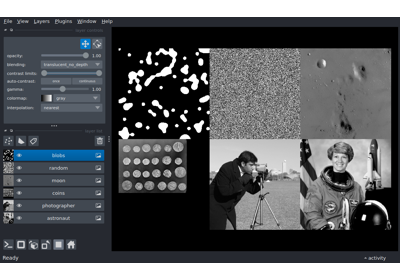 File View Plugins Window Help
opacity: 1.00
blending: translucent_no_depth
contrast limits:
auto-contrast: once continuous
gamma: 1.00
colormap: gray
interpolation: nearest
blobs
random
moon
coins
photographer
astronaut
Ready activity